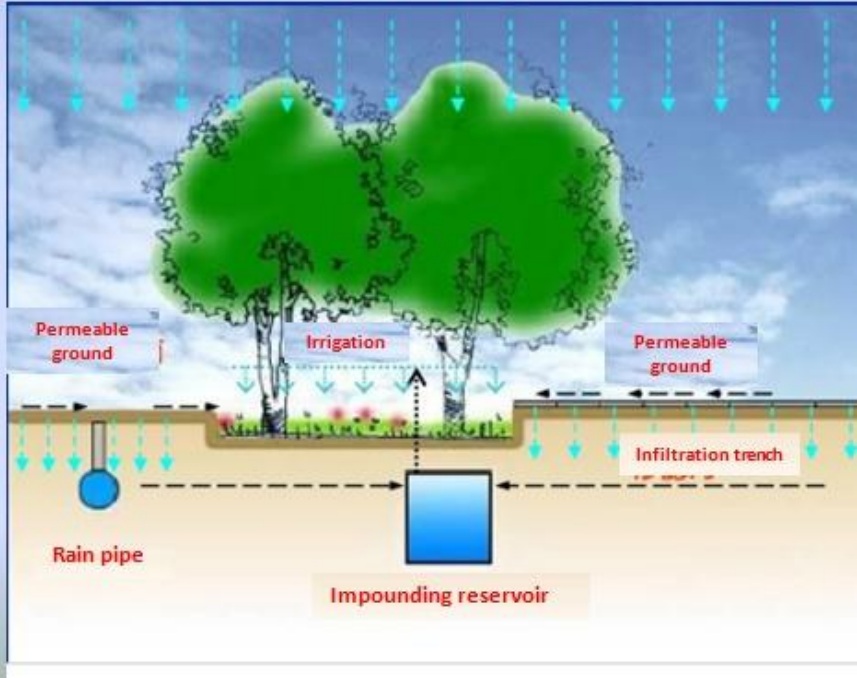 Permeable
ground
Irrigation
Permeable
ground
Infiltration trench
Rain pipe
Impounding reservoir